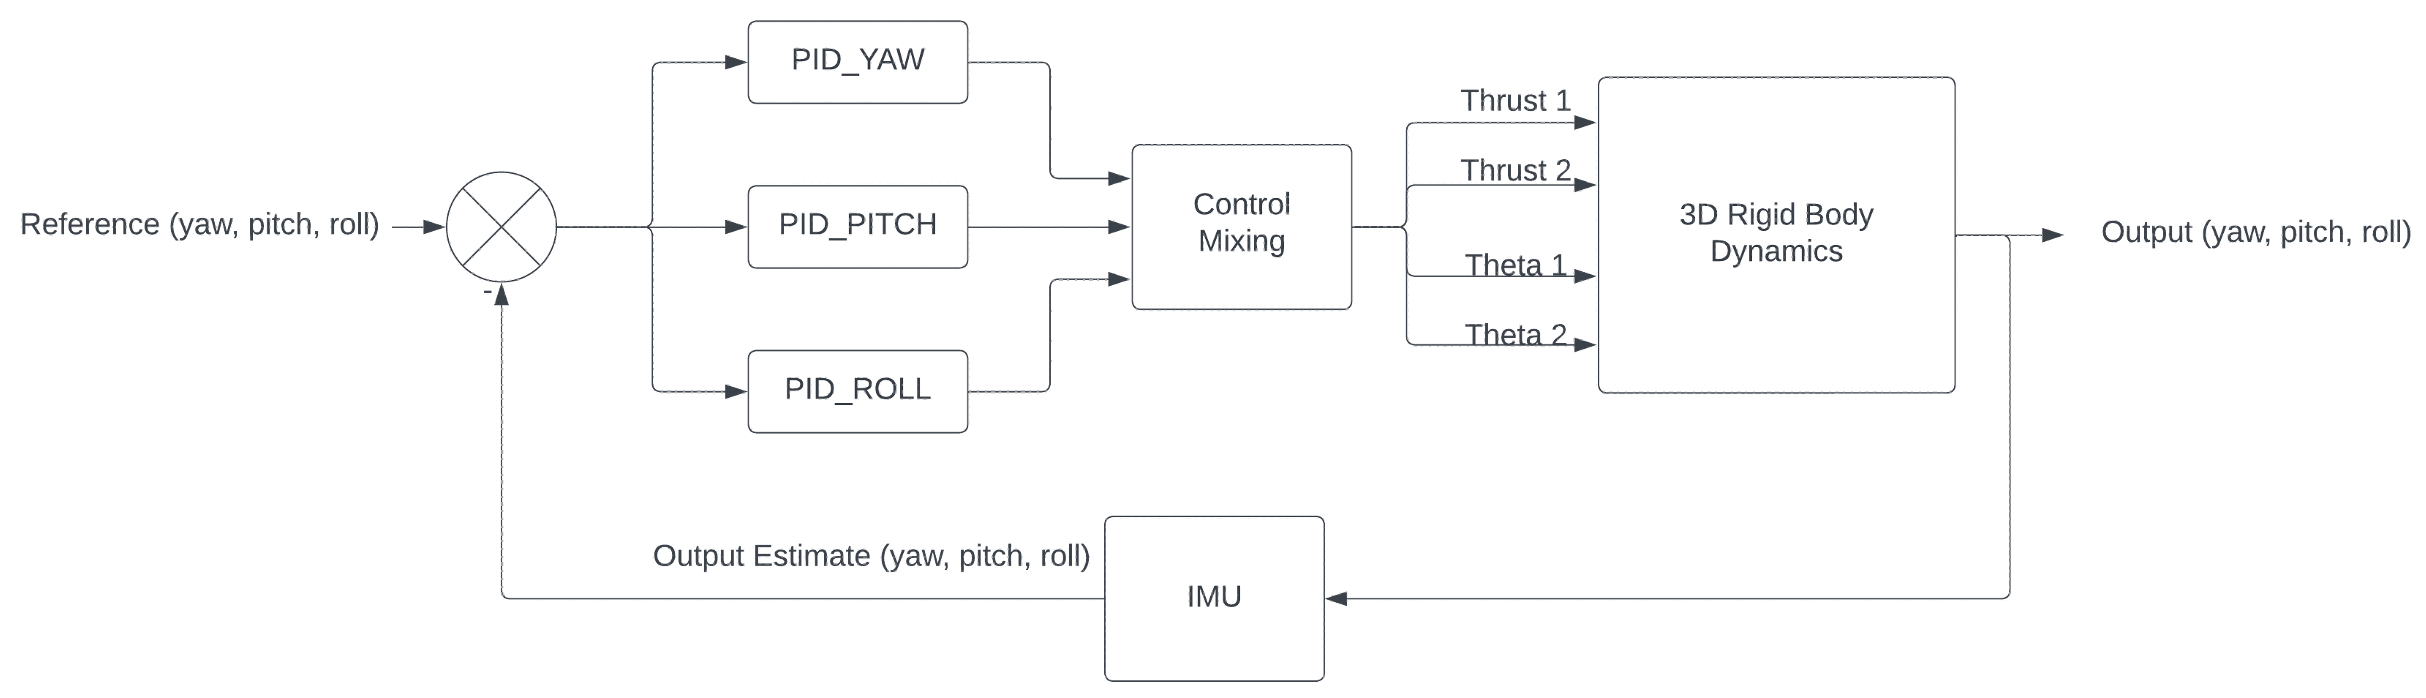 PID_YAW
Thrust 1
Thrust 2
Reference (yaw, pitch, roll)
PID_PITCH
Control
Mixing
3D Rigid Body
Dynamics
Output (yaw, pitch, roll)
Theta 1
-
Theta 2
PID_ROLL
Output Estimate (yaw, pitch, roll)
IMU